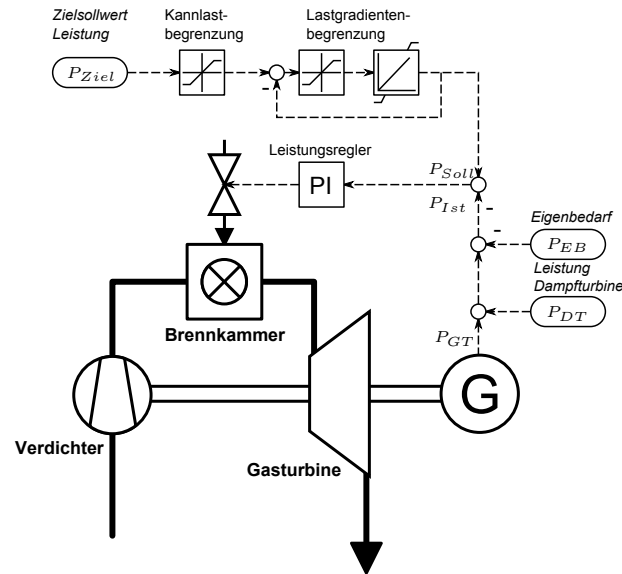 Zielsollwert
Leistung
Kannlast-
begrenzung
Lastgradienten-
begrenzung
P_Ziel
-
Leistungsregler
PI
P_Soll
P_Ist
-
-
Eigenbedarf
P_EB
Leistung
Dampfturbine
P_DT
P_GT
Brennkammer
G
Verdichter
Gasturbine